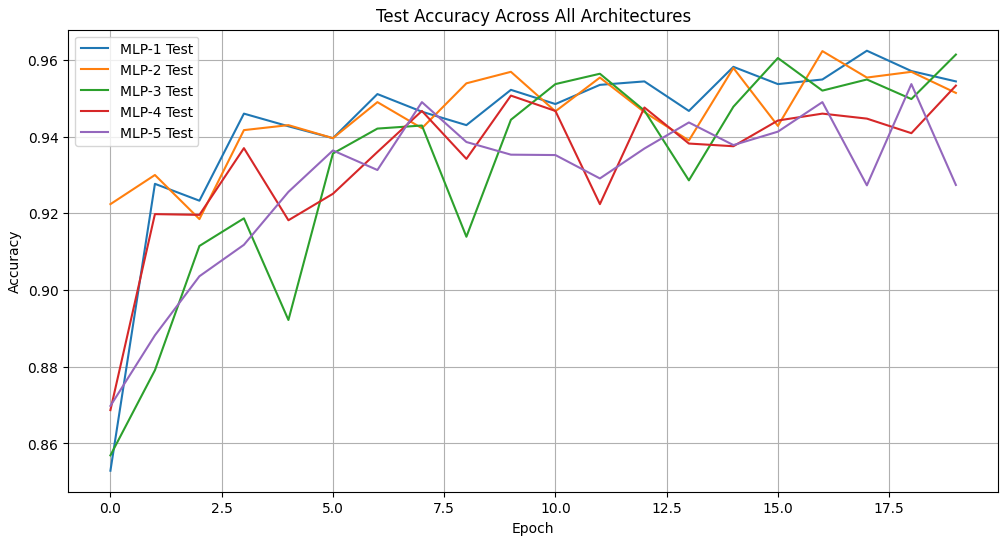 Test Accuracy Across All Architectures
MLP-1 Test
MLP-2 Test
MLP-3 Test
MLP-4 Test
MLP-5 Test
0.96
0.94
0.92
0.90
0.88
0.86
Accuracy
0.0 2.5 5.0 7.5 10.0 12.5 15.0 17.5
Epoch